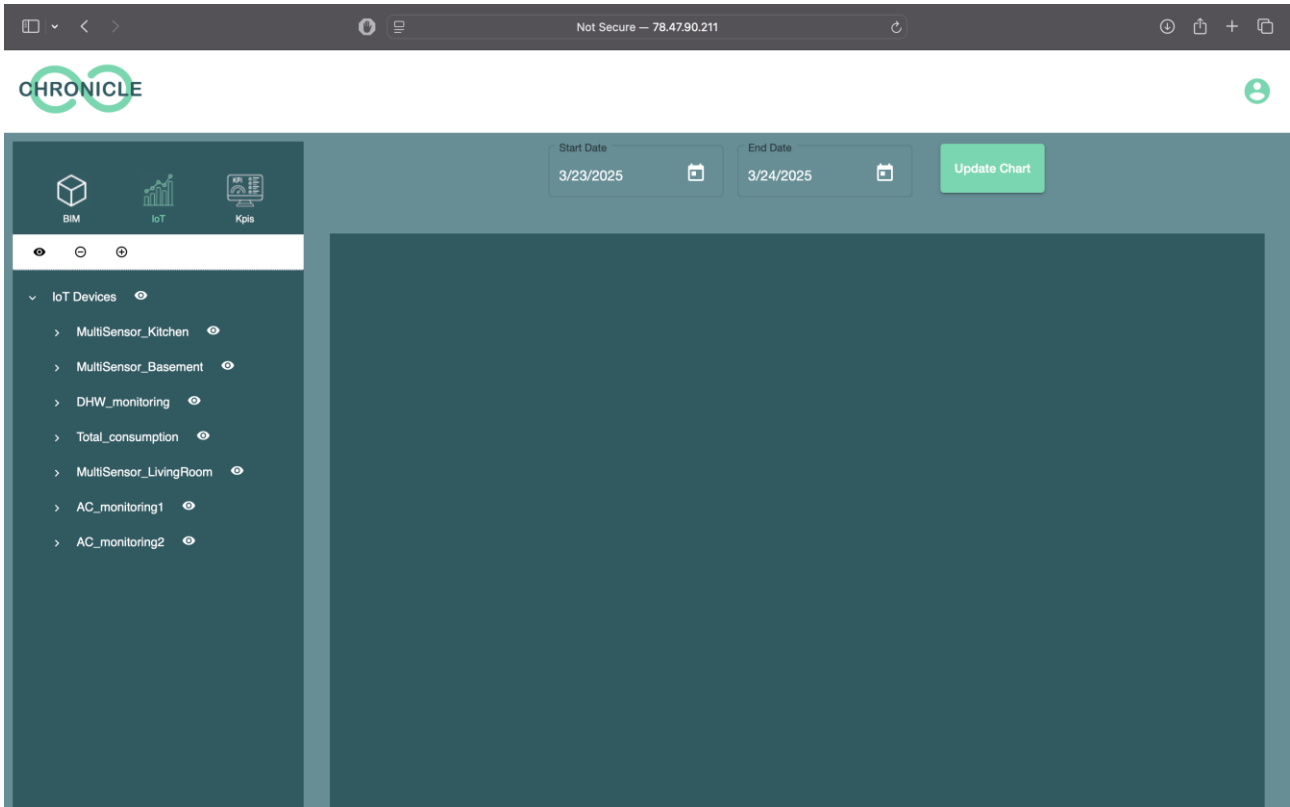 Not Secure — 78.47.90.211
CHRONICLE
Start Date
3/23/2025
End Date
3/24/2025
Update Chart
BIM
IoT
KPI
Kpis
IoT Devices
MultiSensor_Kitchen
MultiSensor_Basement
DHW_monitoring
Total_consumption
MultiSensor_LivingRoom
AC_monitoring1
AC_monitoring2